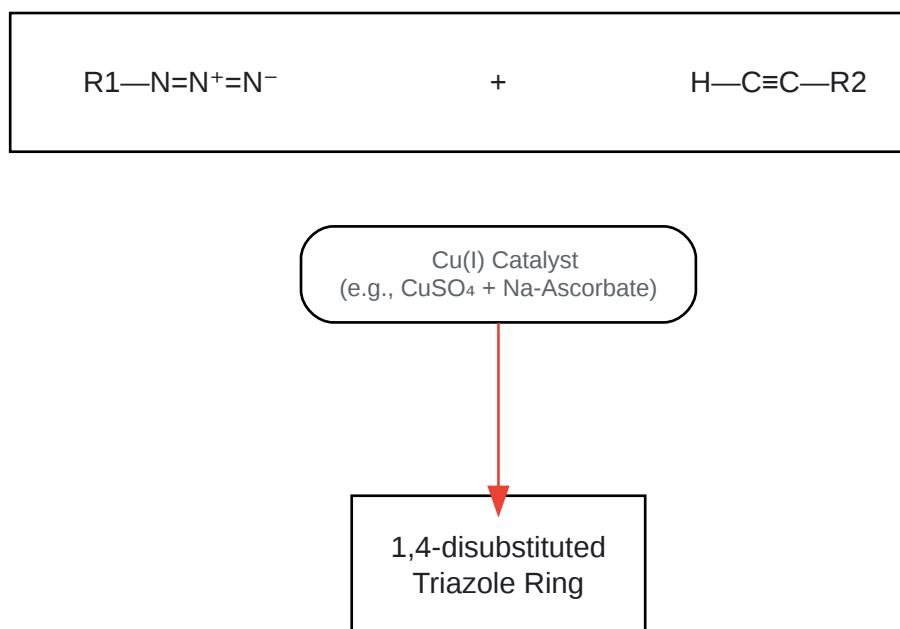 R1—N=N⁺=N⁻ + H—C≡C—R2
Cu(I) Catalyst
(e.g., CuSO₄ + Na-Ascorbate)
1,4-disubstituted
Triazole Ring